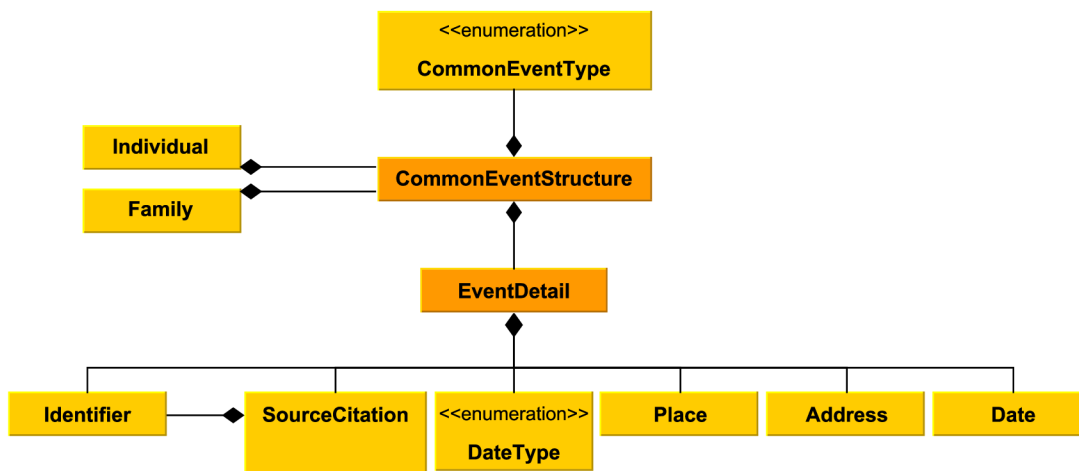 <<enumeration>>
CommonEventType
Individual
CommonEventStructure
Family
EventDetail
Identifier
SourceCitation
<<enumeration>>
DateType
Place
Address
Date